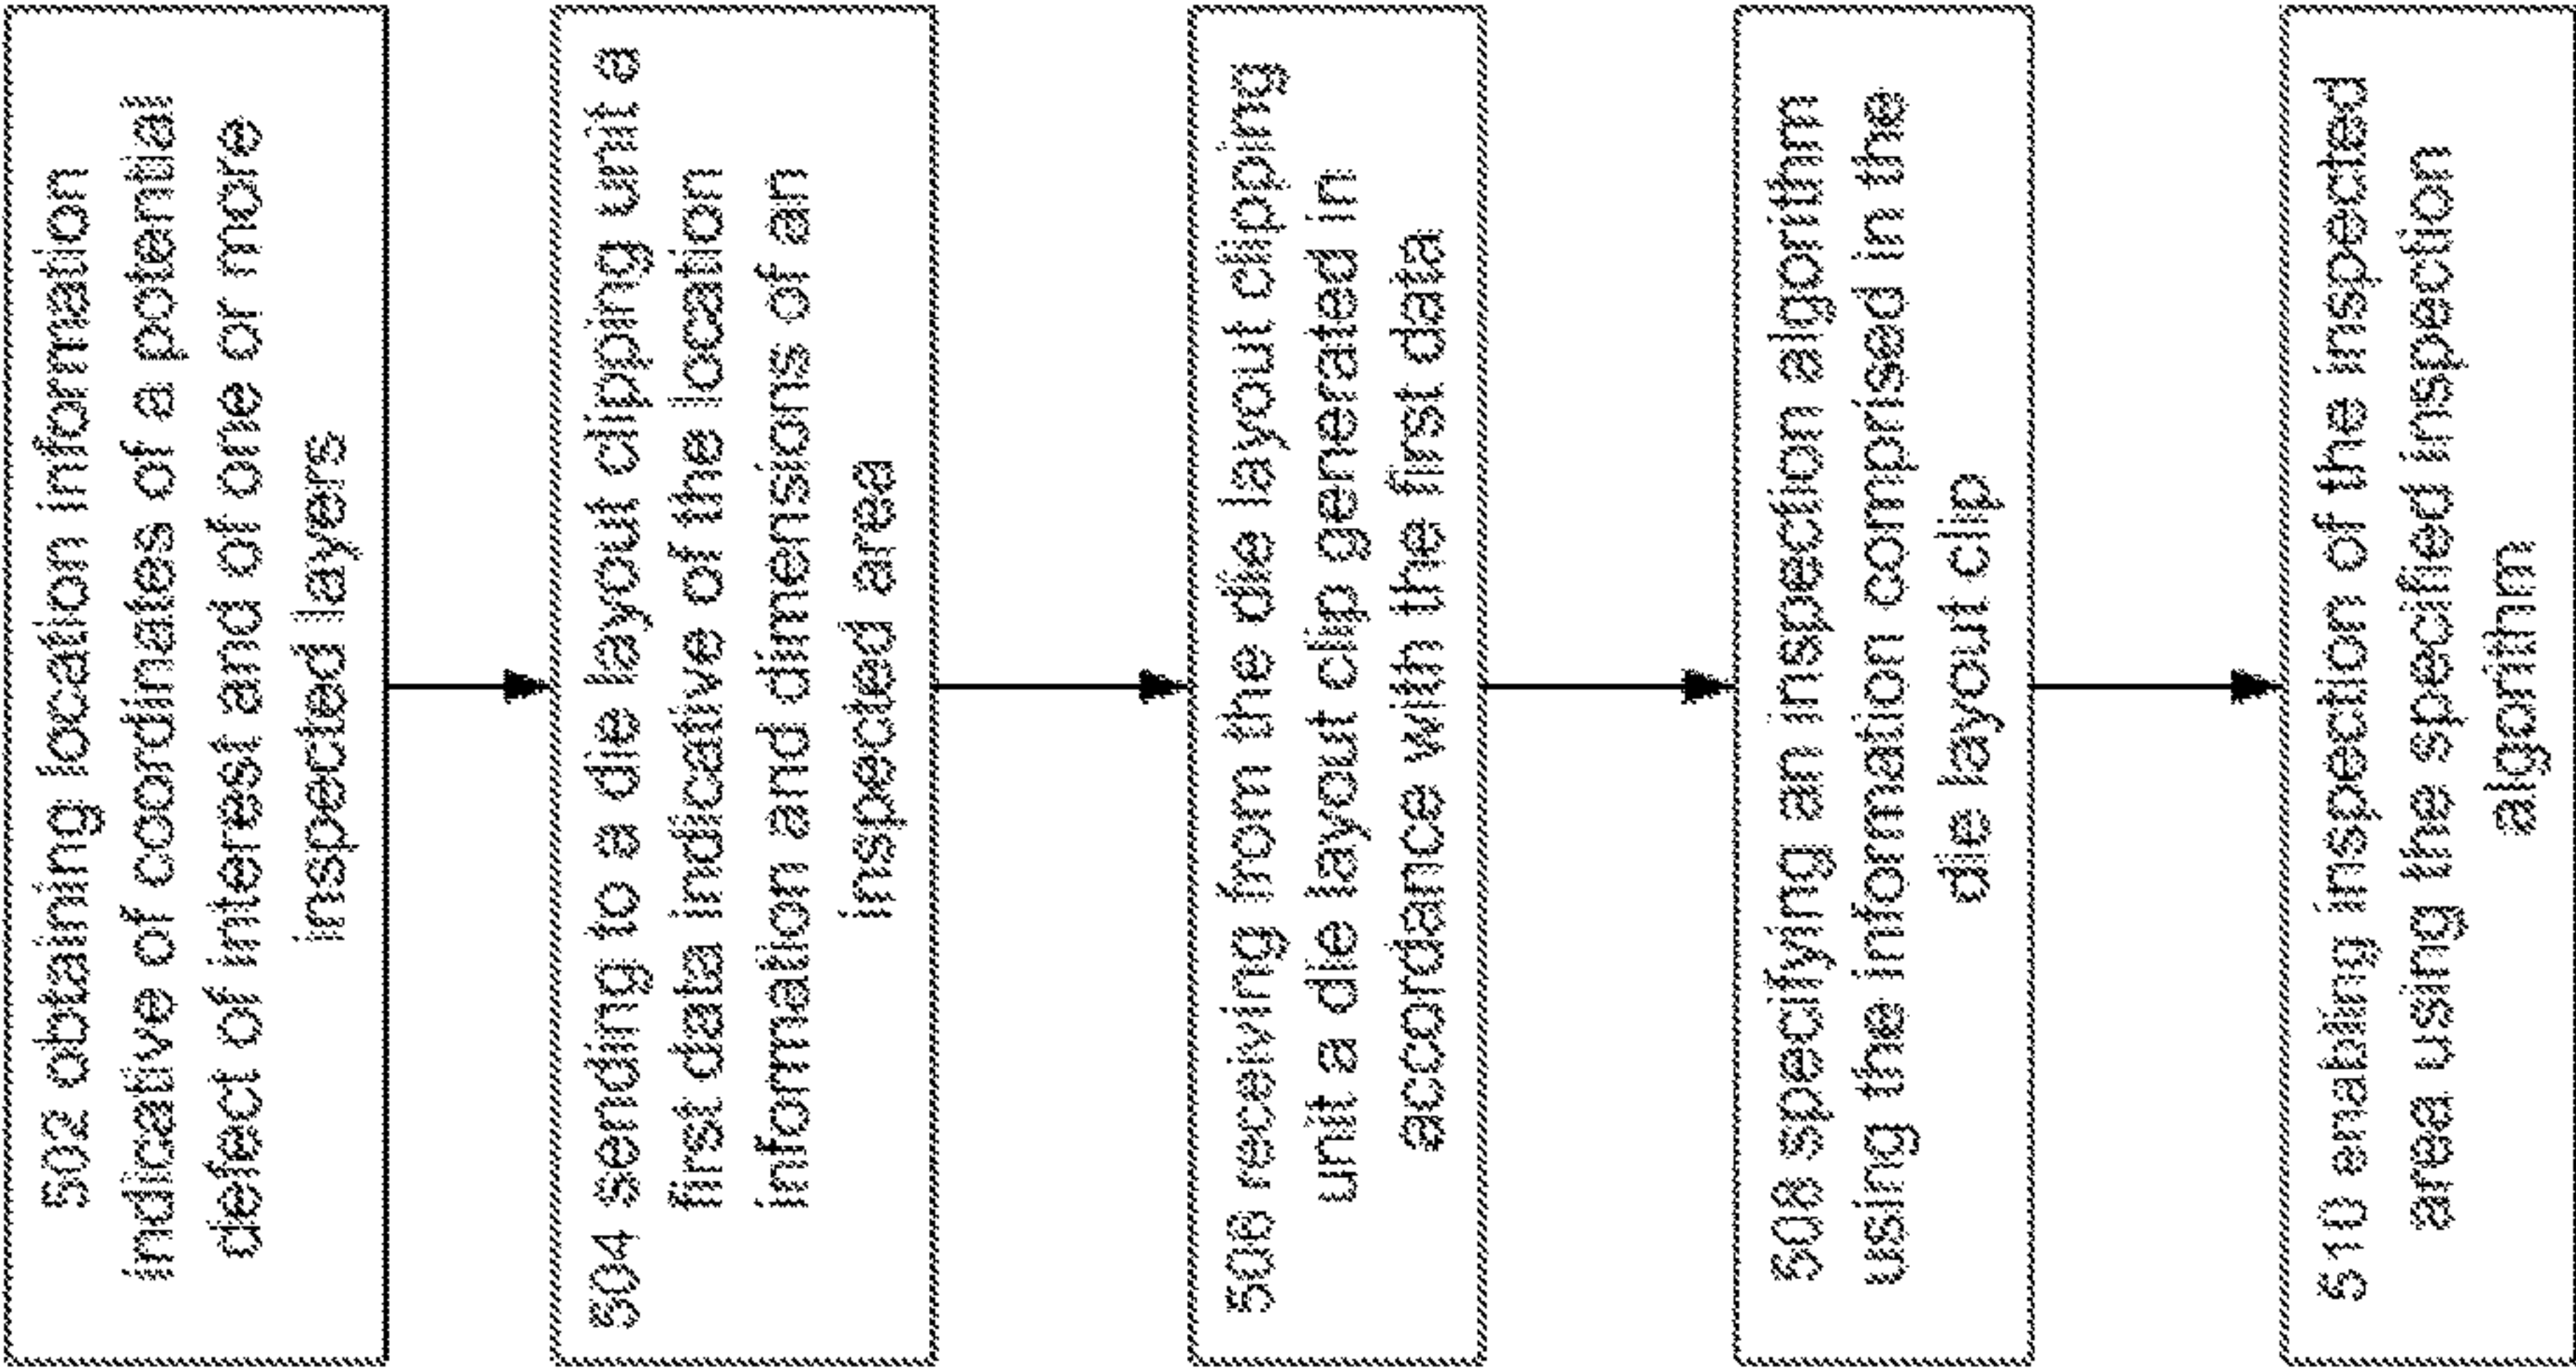 502 obtaining location information
indicative of coordinates of a potential
defect of interest and of one or more
inspected layers
504 sending to a die layout clipping unit a
first data indicative of the location
information and dimensions of an
inspected area
506 receiving from the die layout clipping
unit a die layout clip generated in
accordance with the first data
508 specifying an inspection algorithm
using the information comprised in the
die layout clip
510 enabling inspection of the inspected
area using the specified inspection
algorithm